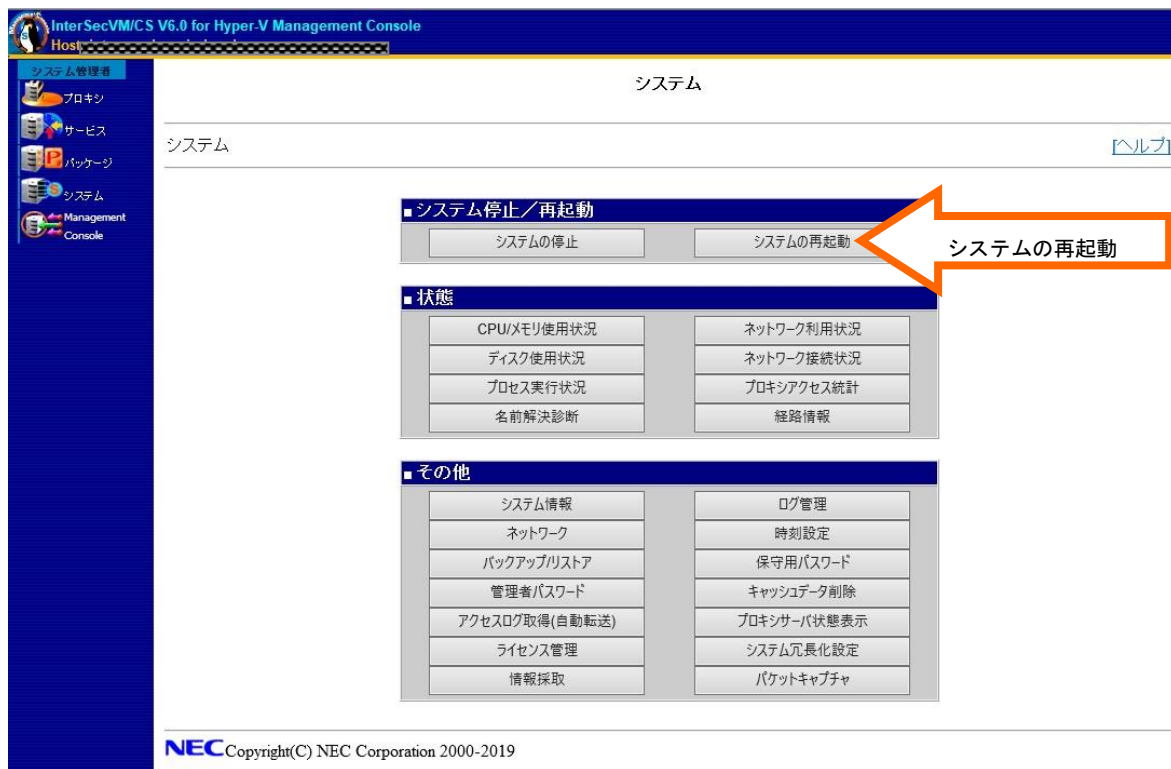 InterSecVM/CS V6.0 for Hyper-V Management Console
Host
システム管理者
プロキシ
サービス
パッケージ
システム
Management
Console
システム
システム
[ヘルプ]
■システム停止／再起動
システムの停止
システムの再起動
システムの再起動
■状態
CPU/メモリ使用状況
ネットワーク利用状況
ディスク使用状況
ネットワーク接続状況
プロセス実行状況
プロキシアクセス統計
名前解決診断
経路情報
■その他
システム情報
ログ管理
ネットワーク
時刻設定
バックアップ/リストア
保守用パスワード
管理者パスワード
キャッシュデータ削除
アクセスログ取得(自動転送)
プロキシサーバ状態表示
ライセンス管理
システム冗長化設定
情報採取
パケットキャプチャ
NEC Copyright(C) NEC Corporation 2000-2019